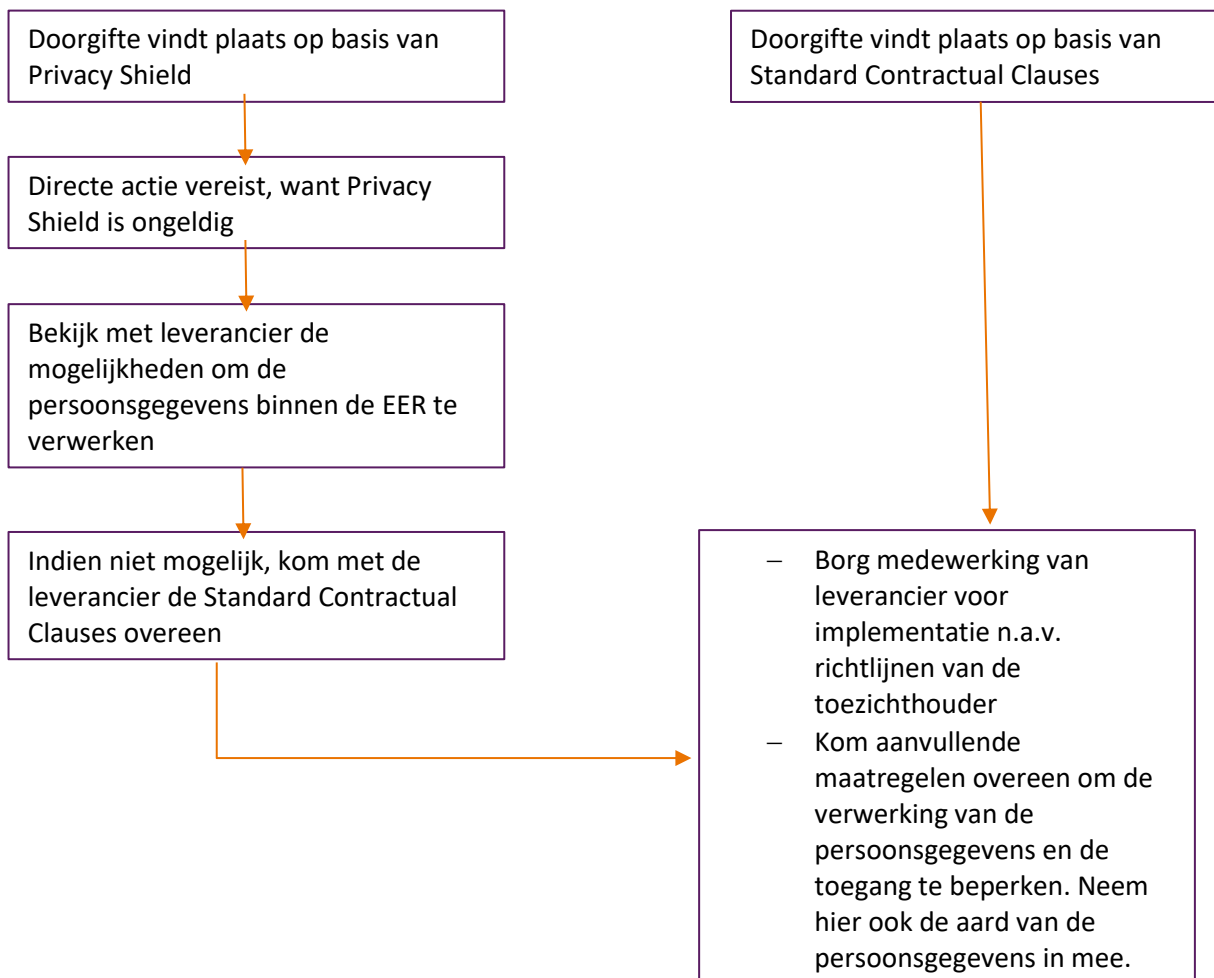 Doorgifte vindt plaats op basis van
Privacy Shield
Directe actie vereist, want Privacy
Shield is ongeldig
Bekijk met leverancier de
mogelijkheden om de
persoonsgegevens binnen de EER te
verwerken
Indien niet mogelijk, kom met de
leverancier de Standard Contractual
Clauses overeen
Doorgifte vindt plaats op basis van
Standard Contractual Clauses
– Borg medewerking van
leverancier voor
implementatie n.a.v.
richtlijnen van de
toezichthouder
– Kom aanvullende
maatregelen overeen om de
verwerking van de
persoonsgegevens en de
toegang te beperken. Neem
hier ook de aard van de
persoonsgegevens in mee.